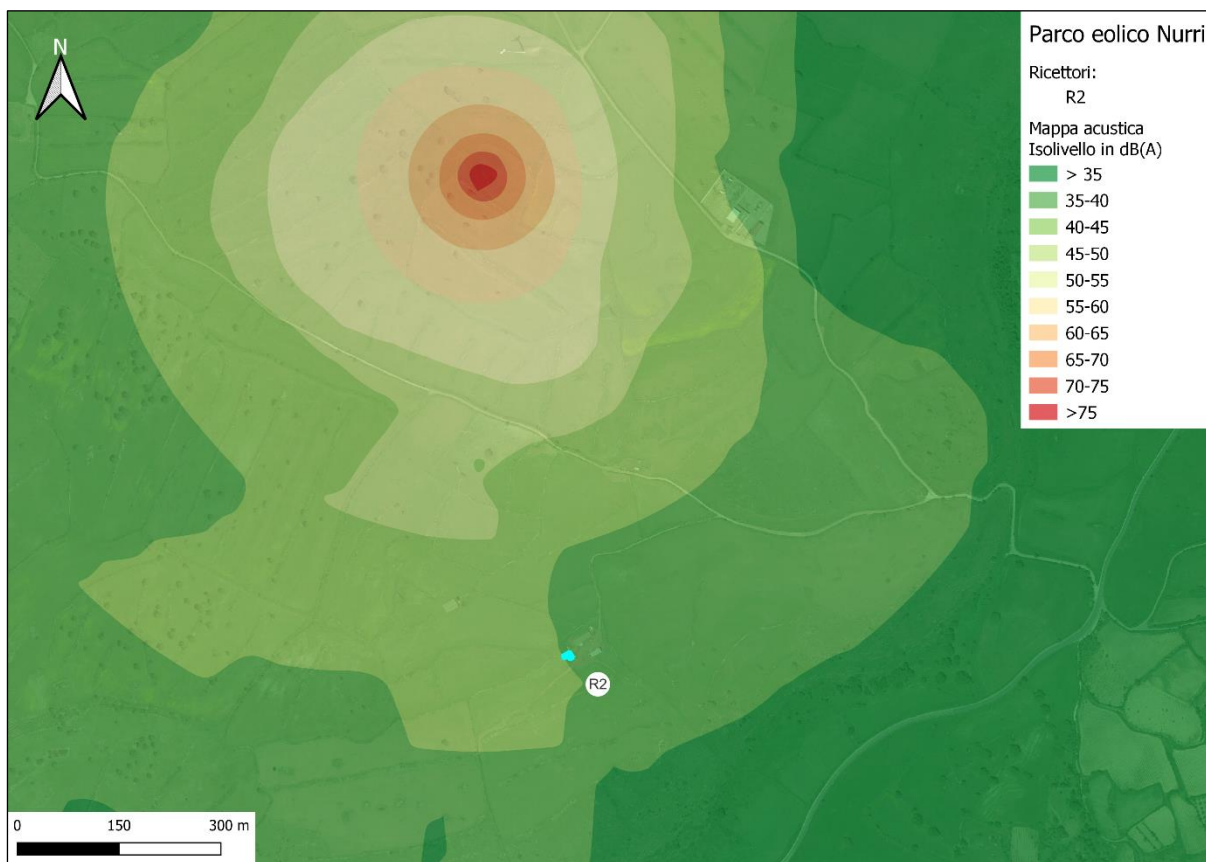 N
Parco eolico Nurri
Ricettori:
R2
Mappa acustica
Isolivello in dB(A)
> 35
35-40
40-45
45-50
50-55
55-60
60-65
65-70
70-75
>75
R2
0 150 300 m